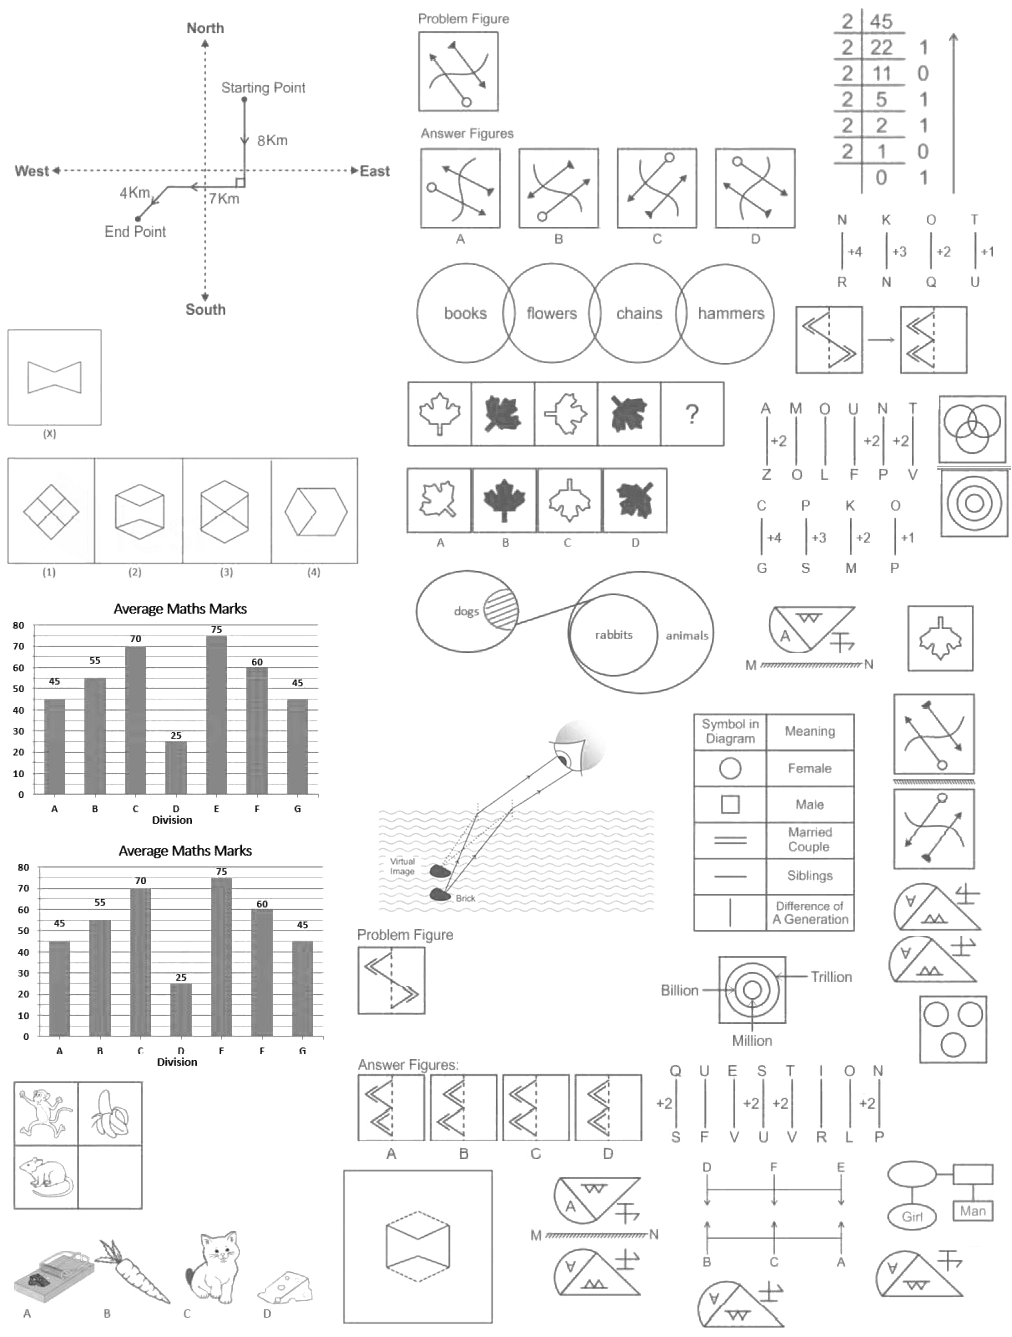 North
Starting Point
8Km
West
East
4Km
7Km
End Point
South
Problem Figure
Answer Figures
A B C D
2 45
2 22 1
2 11 0
2 5 1
2 2 1
2 1 0
0 1
N K O T
+4 +3 +2 +1
R N Q U
books flowers chains hammers
(X)
(1) (2) (3) (4)
?
A B C D
A M O U N T
+2 +2 +2
Z O L F P V
C P K O
+4 +3 +2 +1
G S M P
dogs rabbits animals
A
M N
Average Maths Marks
80
70
60
50
40
30
20
10
0
45 55 70 25 75 60 45
A B C D E F G
Division
Virtual
Image
Brick
Symbol in
Diagram
Meaning
Female
Male
Married
Couple
Siblings
Difference of
A Generation
A
A
Average Maths Marks
80
70
60
50
40
30
20
10
0
45 55 70 25 75 60 45
A B C D
G
Division
Problem Figure
Billion
Trillion
Million
Answer Figures:
A B C D
Q U E S T I O N
+2 +2 +2 +2
S F V U V R L P
A B C D
A
M N
A
D F E
B C A
A
Girl Man
A